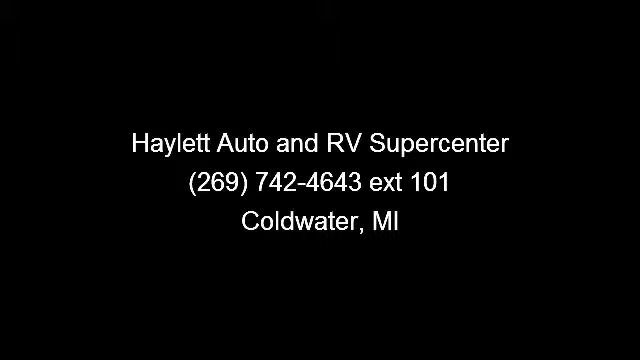 Haylett Auto and RV Supercenter
(269) 742-4643 ext 101
Coldwater, MI